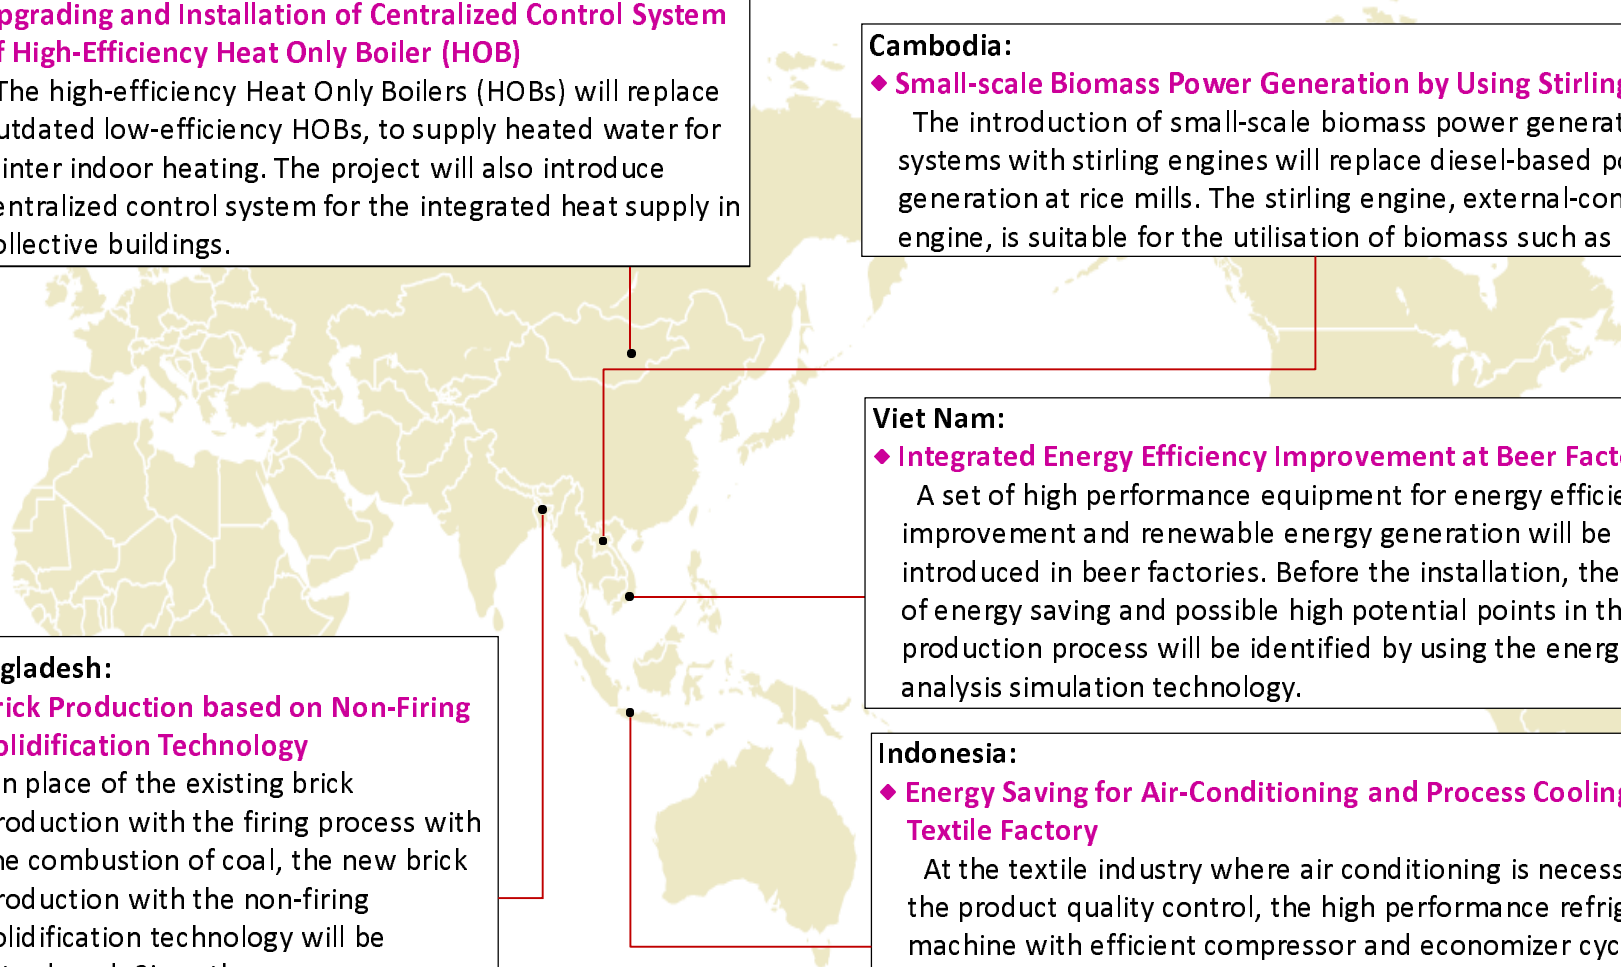 pgrading and Installation of Centralized Control System
f High-Efficiency Heat Only Boiler (HOB)
The high-efficiency Heat Only Boilers (HOBs) will replace
utdated low-efficiency HOBs, to supply heated water for
inter indoor heating. The project will also introduce
entralized control system for the integrated heat supply in
ollective buildings.
Cambodia:
◆ Small-scale Biomass Power Generation by Using Stirling
The introduction of small-scale biomass power generat
systems with stirling engines will replace diesel-based po
generation at rice mills. The stirling engine, external-con
engine, is suitable for the utilisation of biomass such as
Viet Nam:
◆ Integrated Energy Efficiency Improvement at Beer Facto
A set of high performance equipment for energy efficie
improvement and renewable energy generation will be
introduced in beer factories. Before the installation, the
of energy saving and possible high potential points in th
production process will be identified by using the energ
analysis simulation technology.
gladesh:
rick Production based on Non-Firing
olidification Technology
n place of the existing brick
roduction with the firing process with
he combustion of coal, the new brick
roduction with the non-firing
olidification technology will be
Indonesia:
◆ Energy Saving for Air-Conditioning and Process Cooling
Textile Factory
At the textile industry where air conditioning is necess
the product quality control, the high performance refrig
machine with efficient compressor and economizer cyc